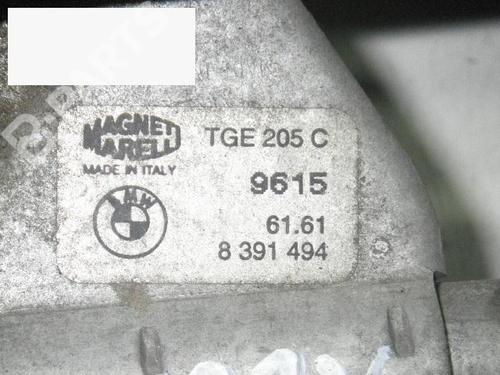 MAGNETI
MARELLI
MADE IN ITALY
TGE 205 C
9615
BMW
61.61
8 391 494